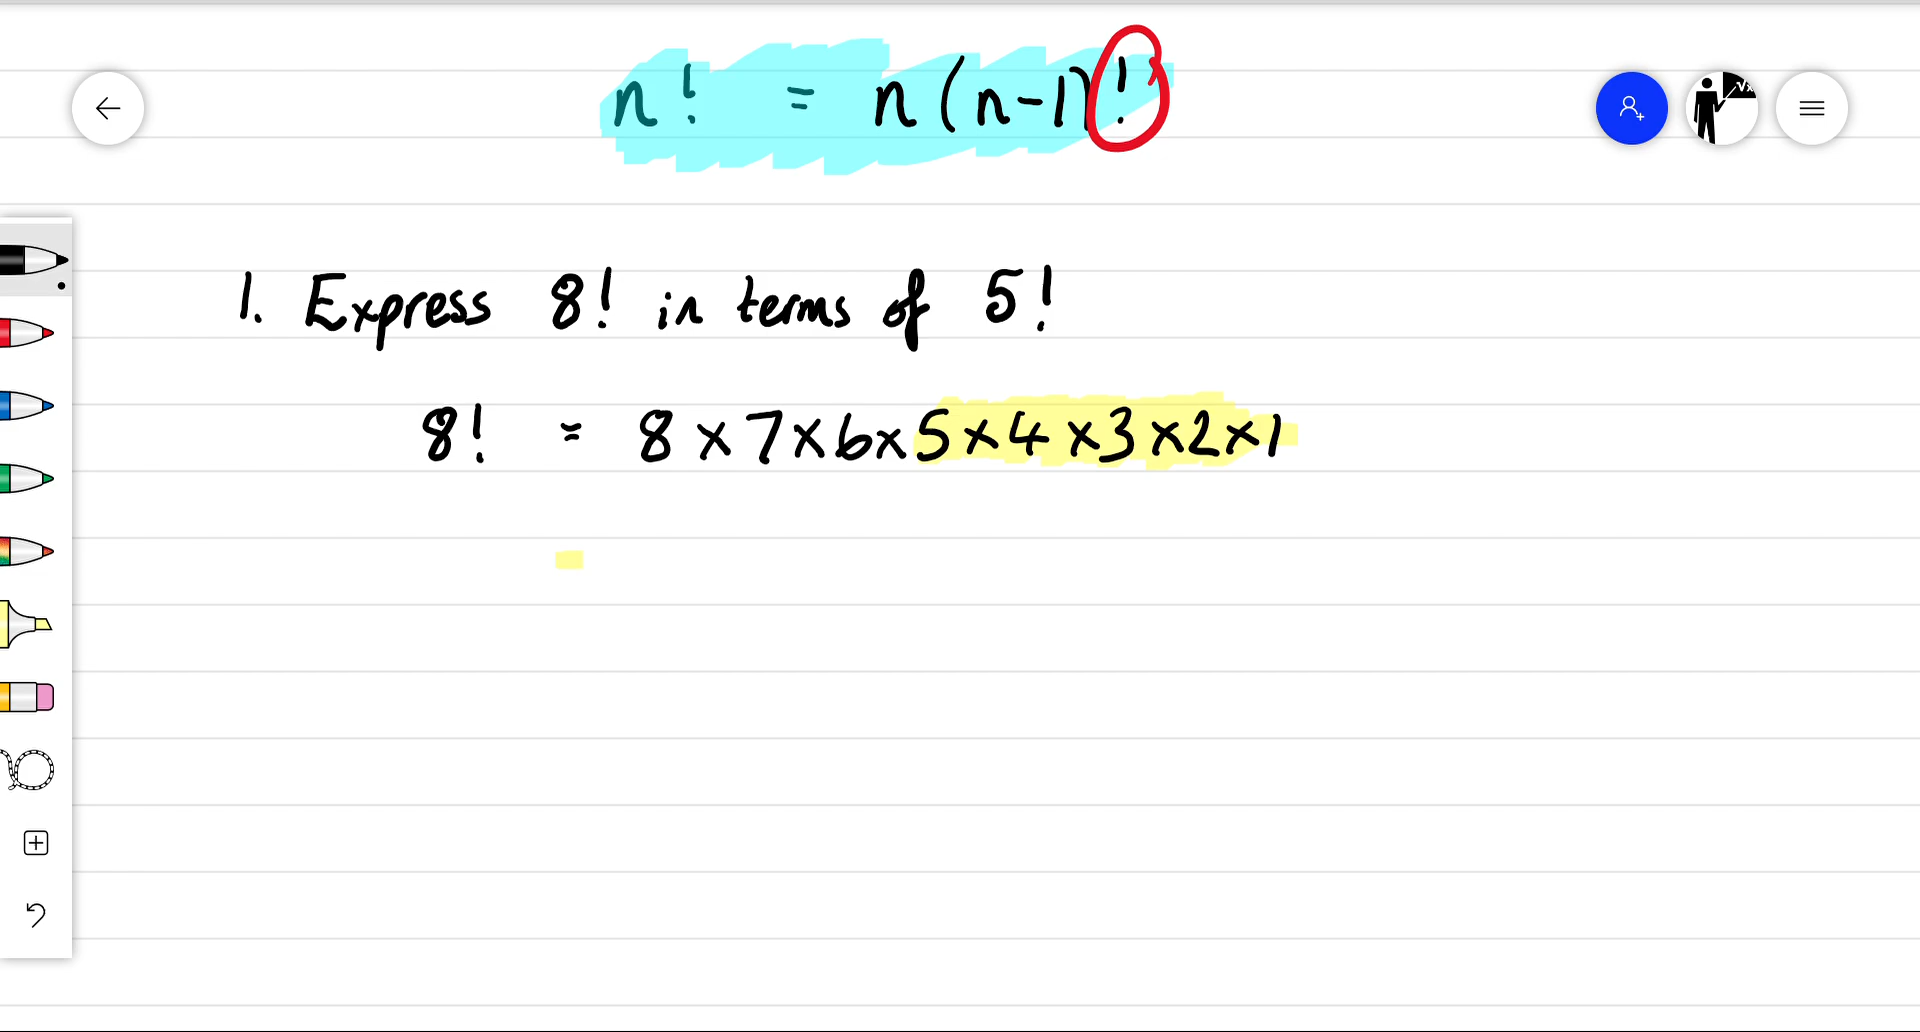 n! = n(n-1)!
1. Express 8! in terms of 5!
8! = 8 × 7 × 6 × 5 × 4 × 3 × 2 × 1